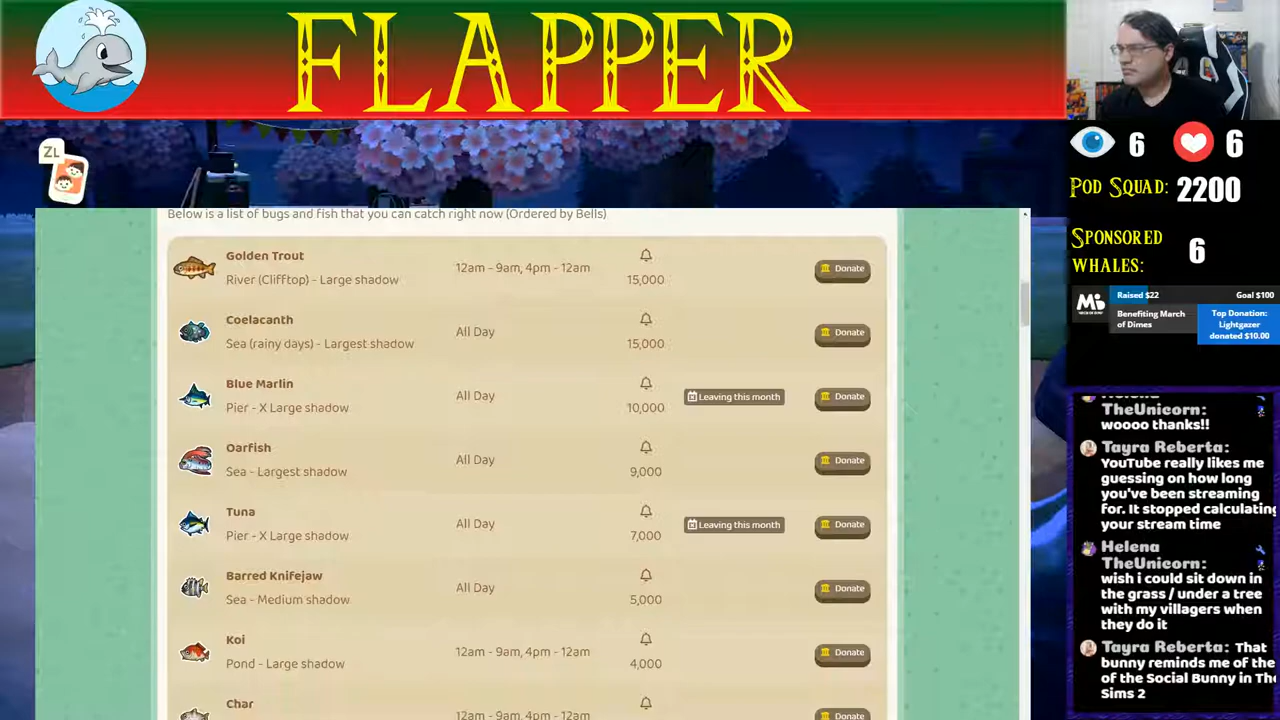 FLAPPER
6
6
POD SQUAD: 2200
SPONSORED
WHALES:
6
Raised $22
Goal $100
Benefiting March
of Dimes
Top Donation:
Lightgazer
donated $10.00
ZL
Below is a list of bugs and fish that you can catch right now (Ordered by Bells)
Golden Trout
River (Clifftop) - Large shadow
12am - 9am, 4pm - 12am
15,000
Donate
Coelacanth
Sea (rainy days) - Largest shadow
All Day
15,000
Donate
Blue Marlin
Pier - X Large shadow
All Day
10,000
Leaving this month
Donate
Oarfish
Sea - Largest shadow
All Day
9,000
Donate
Tuna
Pier - X Large shadow
All Day
7,000
Leaving this month
Donate
Barred Knifejaw
Sea - Medium shadow
All Day
5,000
Donate
Koi
Pond - Large shadow
12am - 9am, 4pm - 12am
4,000
Donate
Char
12am - 9am, 4pm - 12am
Donate
TheUnicorn:
woooo thanks!!
Tayra Reberta:
YouTube really likes me
guessing on how long
you've been streaming
for. It stopped calculating
your stream time
Helena
TheUnicorn:
wish i could sit down in
the grass / under a tree
with my villagers when
they do it
Tayra Reberta: That
bunny reminds me of the
of the Social Bunny in The
Sims 2